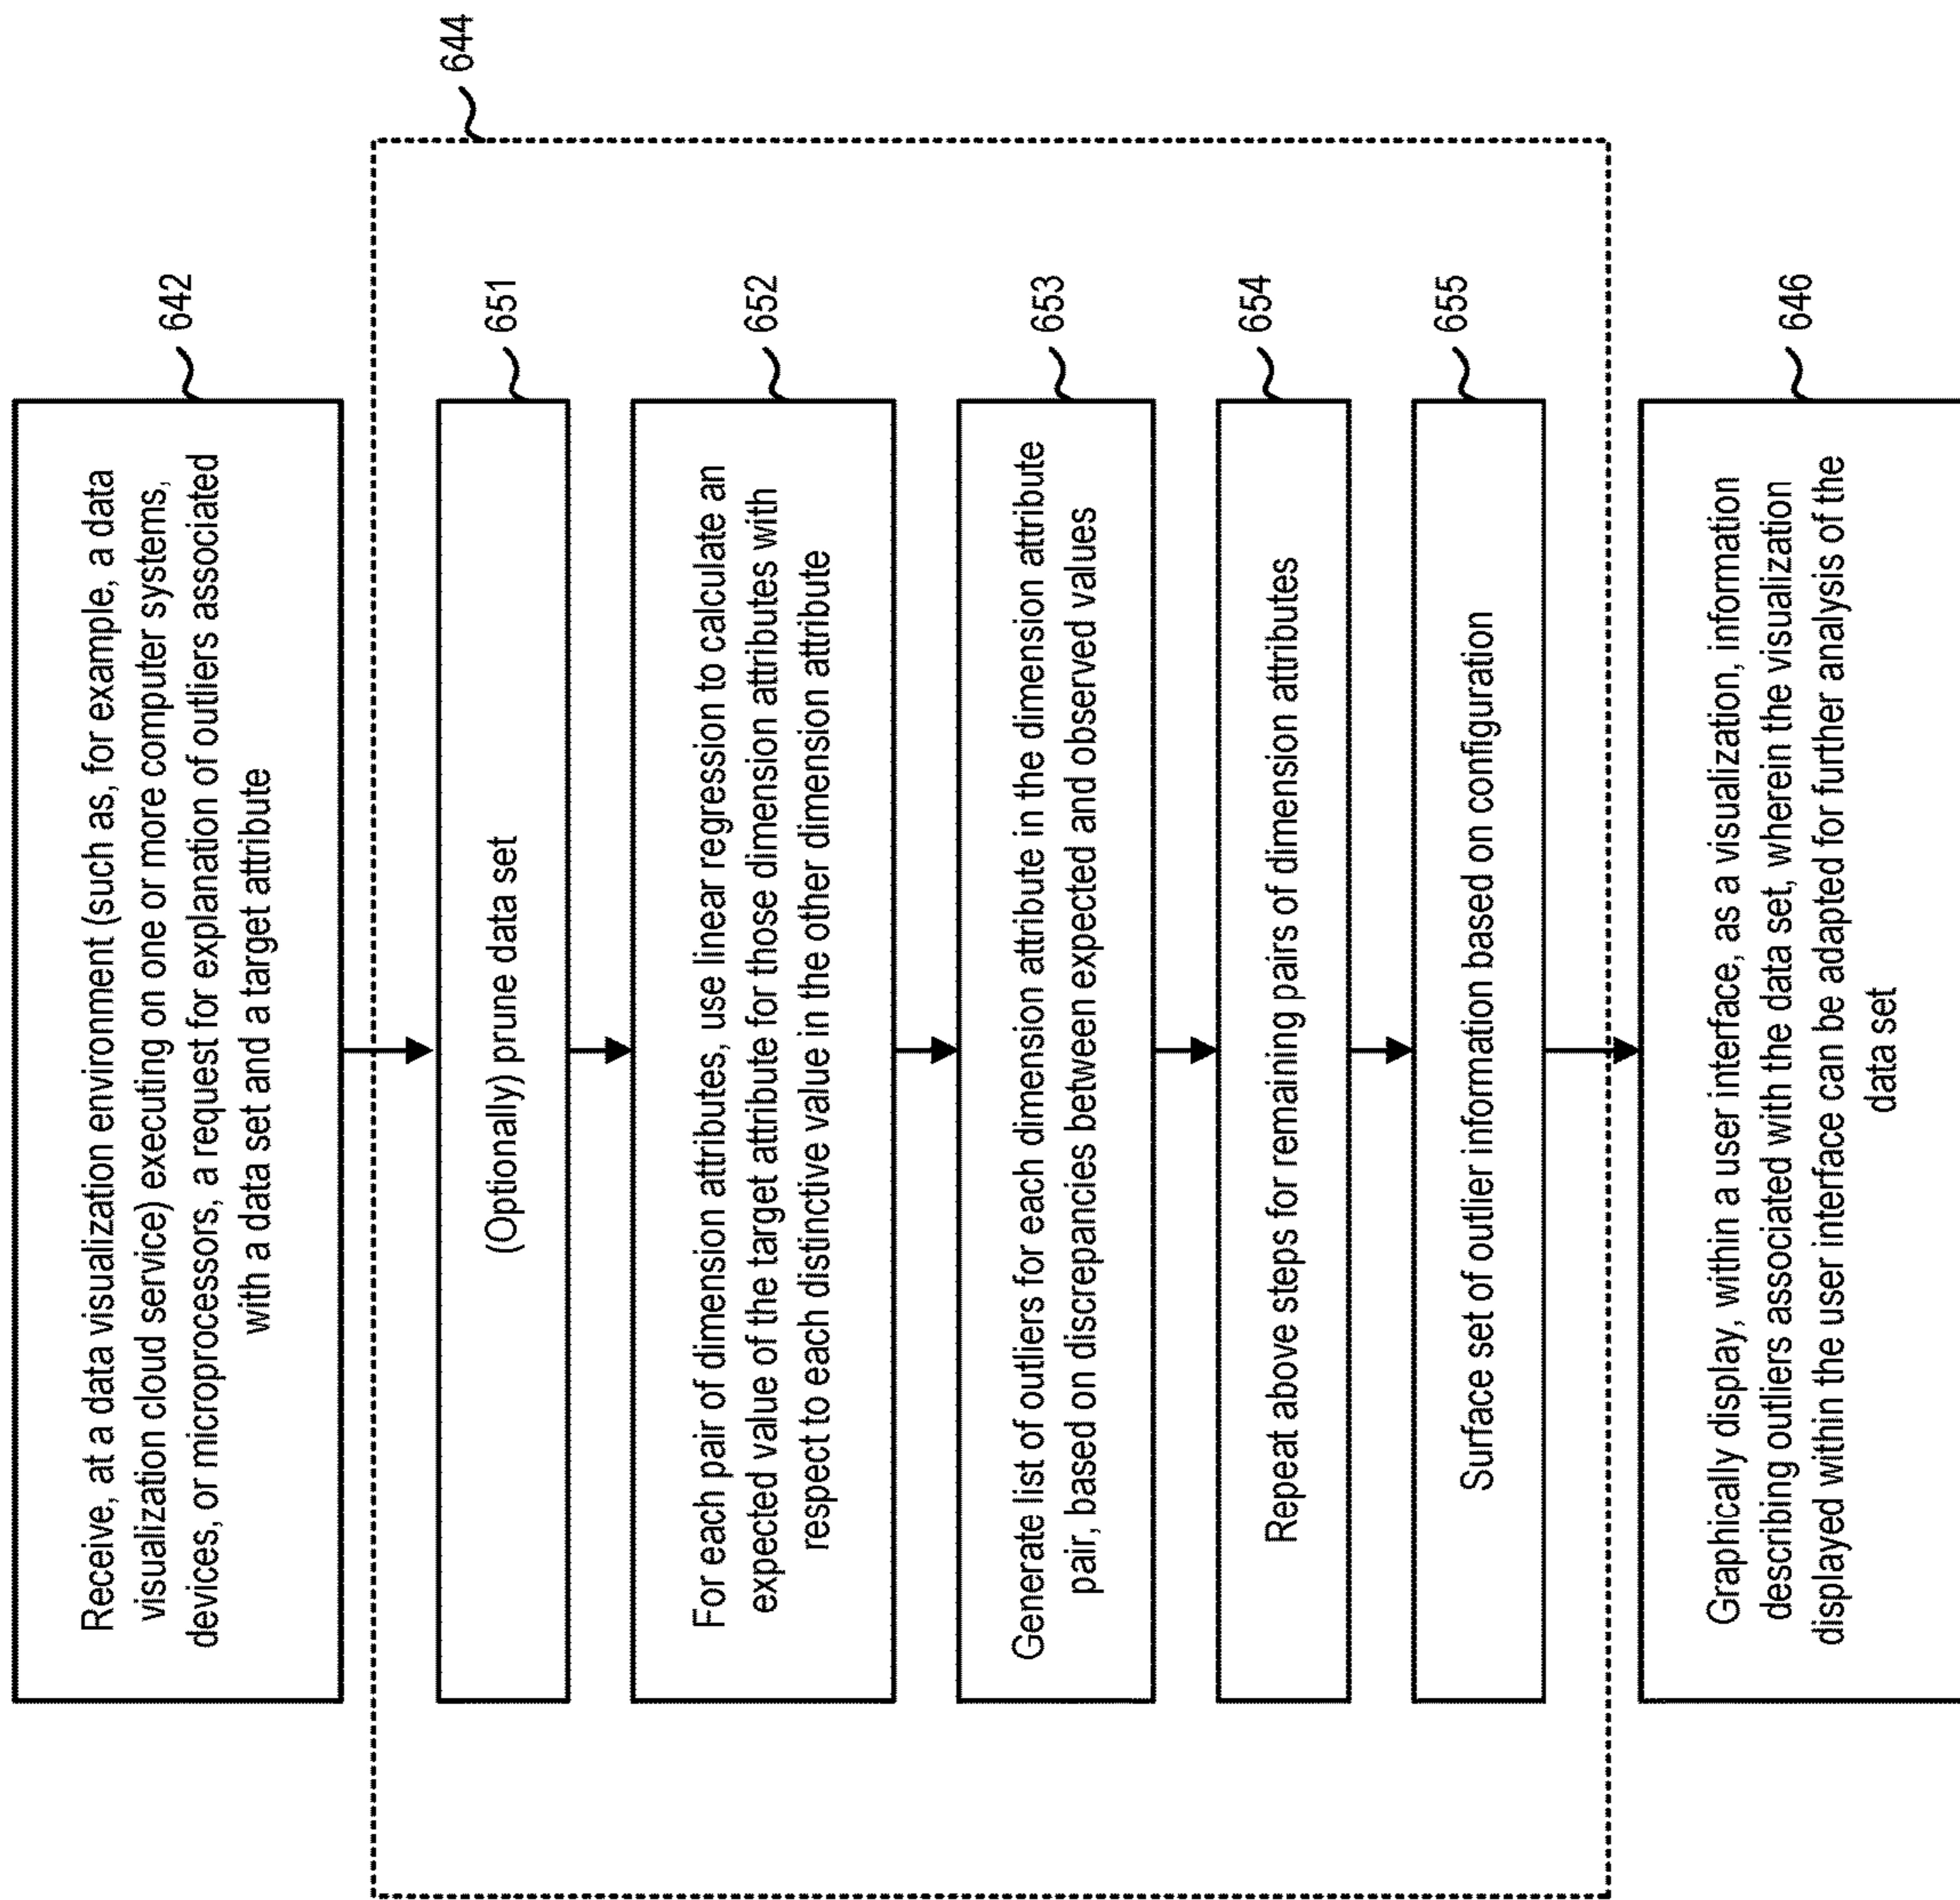 Receive, at a data visualization environment (such as, for example, a data
visualization cloud service) executing on one or more computer systems,
devices, or microprocessors, a request for explanation of outliers associated
with a data set and a target attribute
642
644
(Optionally) prune data set
651
For each pair of dimension attributes, use linear regression to calculate an
expected value of the target attribute for those dimension attributes with
respect to each distinctive value in the other dimension attribute
652
Generate list of outliers for each dimension attribute in the dimension attribute
pair, based on discrepancies between expected and observed values
653
Repeat above steps for remaining pairs of dimension attributes
654
Surface set of outlier information based on configuration
655
Graphically display, within a user interface, as a visualization, information
describing outliers associated with the data set, wherein the visualization
displayed within the user interface can be adapted for further analysis of the
data set
646